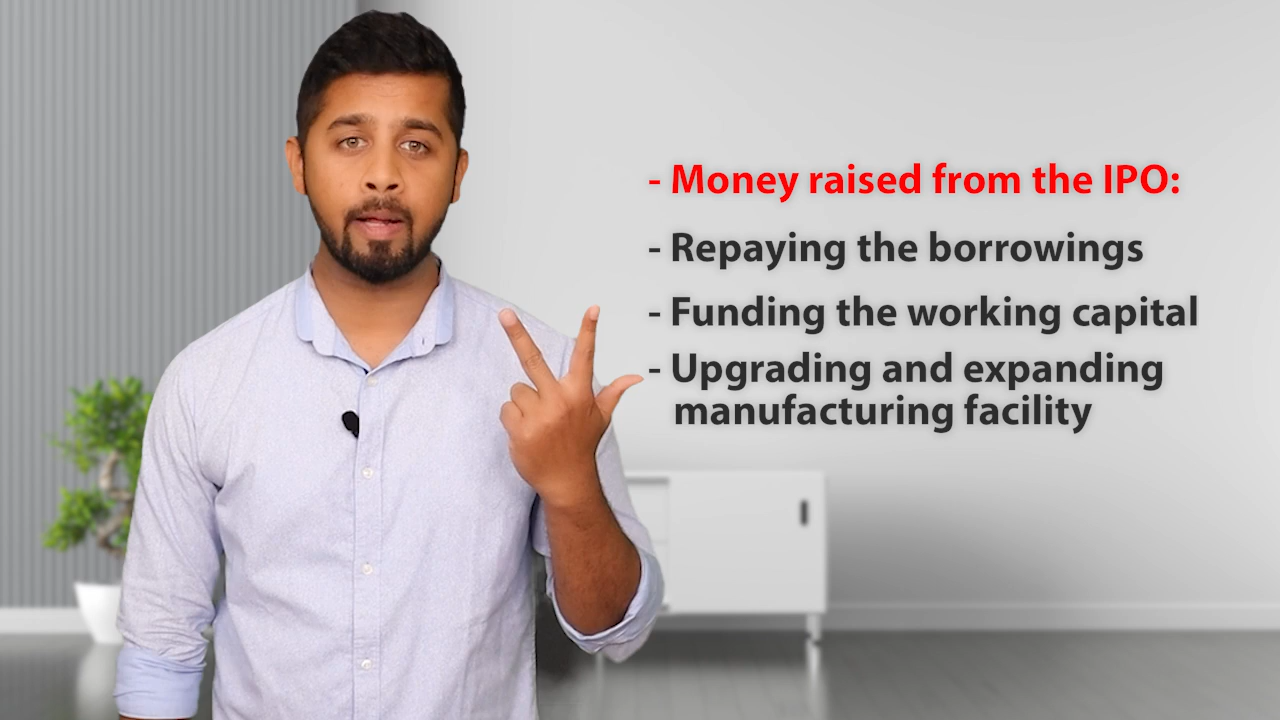 - Money raised from the IPO:
- Repaying the borrowings
- Funding the working capital
- Upgrading and expanding
manufacturing facility